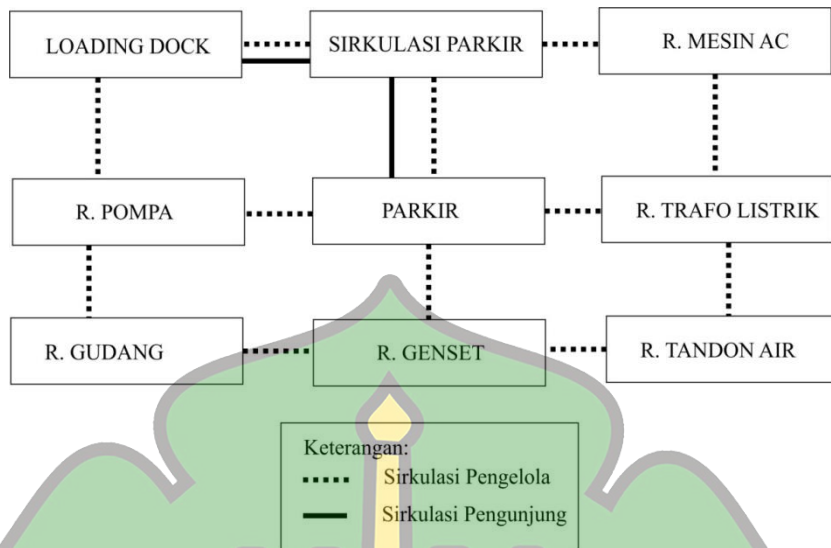 LOADING DOCK
SIRKULASI PARKIR
R. MESIN AC
R. POMPA
PARKIR
R. TRAFO LISTRIK
R. GUDANG
R. GENSET
R. TANDON AIR
Keterangan:
Sirkulasi Pengelola
Sirkulasi Pengunjung